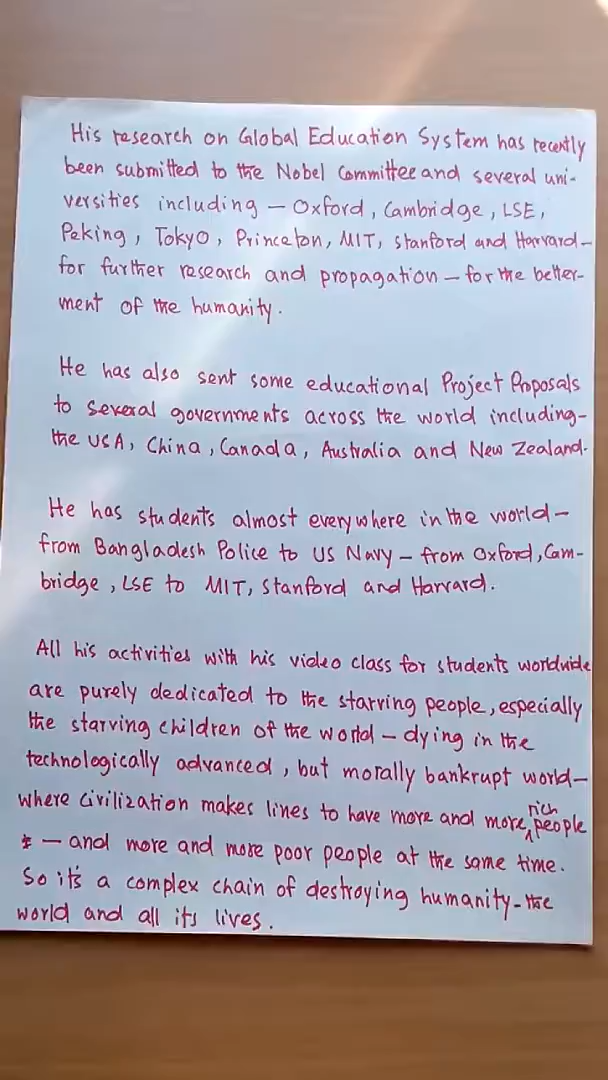 His research on Global Education System has recently
been submitted to the Nobel Committee and several uni-
versities including – Oxford, Cambridge, LSE,
Peking, Tokyo, Princeton, MIT, Stanford and Harvard –
for further research and propagation – for the better-
ment of the humanity.
He has also sent some educational Project Proposals
to several governments across the world including –
the USA, China, Canada, Australia and New Zealand.
He has students almost everywhere in the world –
from Bangladesh Police to US Navy – from Oxford, Cam-
bridge, LSE to MIT, Stanford and Harvard.
All his activities with his video class for students worldwide
are purely dedicated to the starving people, especially
the starving children of the world – dying in the
technologically advanced, but morally bankrupt world –
where civilization makes lines to have more and more rich people
– and more and more poor people at the same time.
So it's a complex chain of destroying humanity – the
world and all its lives.